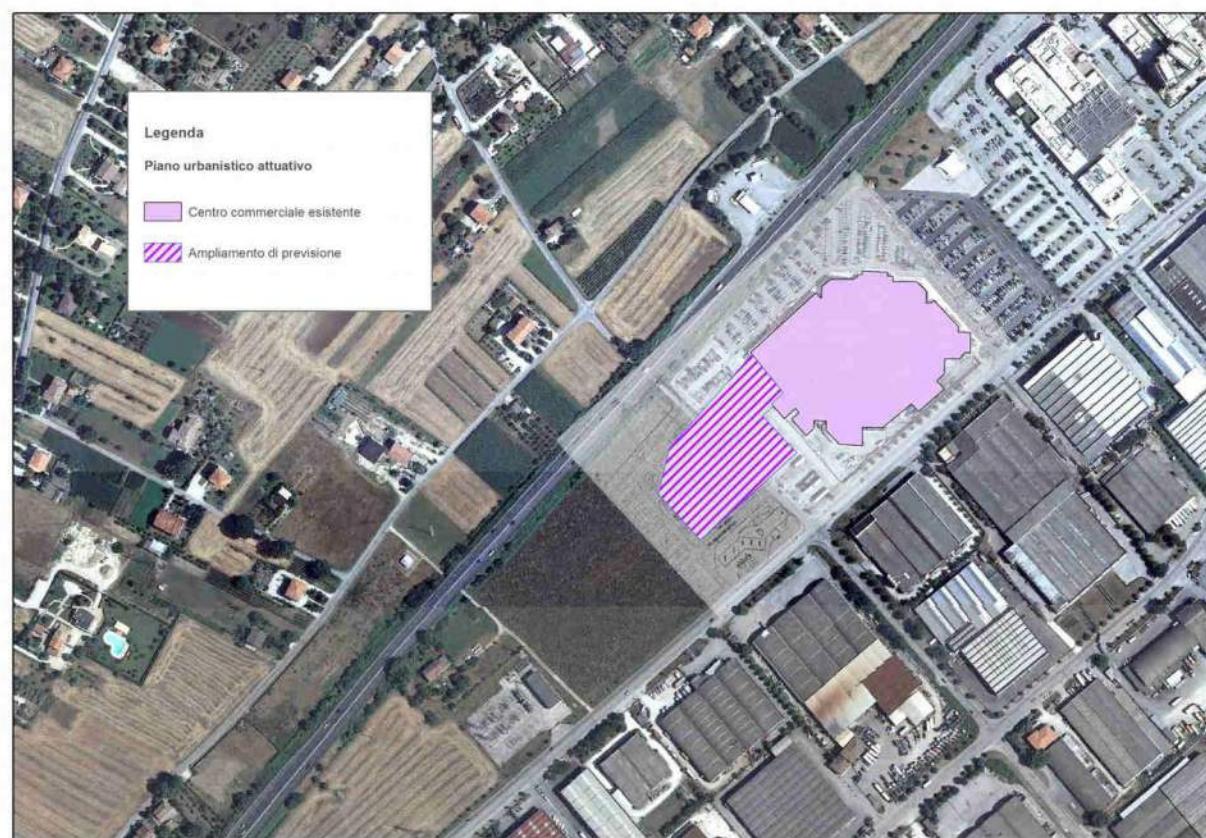 Legenda
Piano urbanistico attuativo
Centro commerciale esistente
Ampliamento di previsione